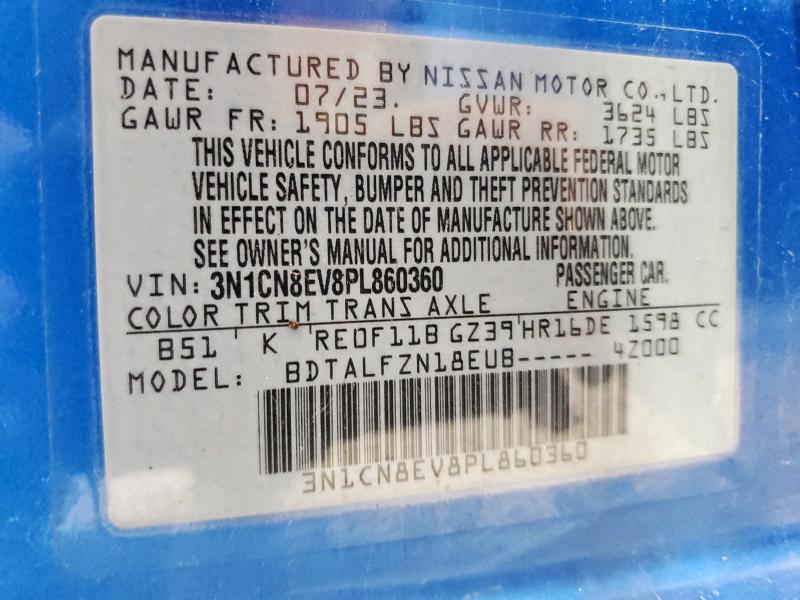 MANUFACTURED BY NISSAN MOTOR CO.,LTD.
DATE: 07/23. GVWR: 3624 LBS
GAWR FR: 1905 LBS GAWR RR: 1735 LBS
THIS VEHICLE CONFORMS TO ALL APPLICABLE FEDERAL MOTOR
VEHICLE SAFETY, BUMPER AND THEFT PREVENTION STANDARDS
IN EFFECT ON THE DATE OF MANUFACTURE SHOWN ABOVE.
SEE OWNER'S MANUAL FOR ADDITIONAL INFORMATION.
VIN: 3N1CN8EV8PL860360 PASSENGER CAR.
COLOR TRIM TRANS AXLE ENGINE
B51 K RE0F11B GZ39 HR16DE 1598 CC
MODEL: BDTALFZN18EUB----- 4Z000
3N1CN8EV8PL860360